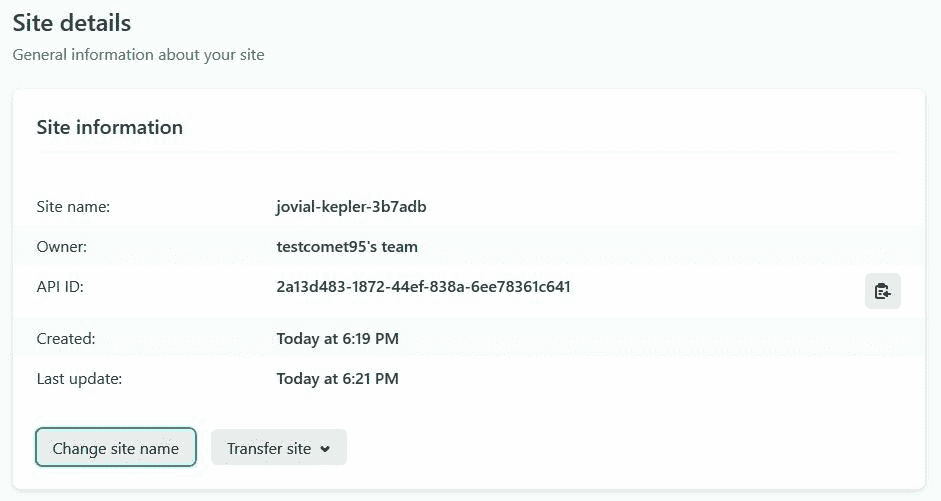 Site details
General information about your site
Site information
Site name: jovial-kepler-3b7adb
Owner: testcomet95's team
API ID: 2a13d483-1872-44ef-838a-6ee78361c641
Created: Today at 6:19 PM
Last update: Today at 6:21 PM
Change site name Transfer site